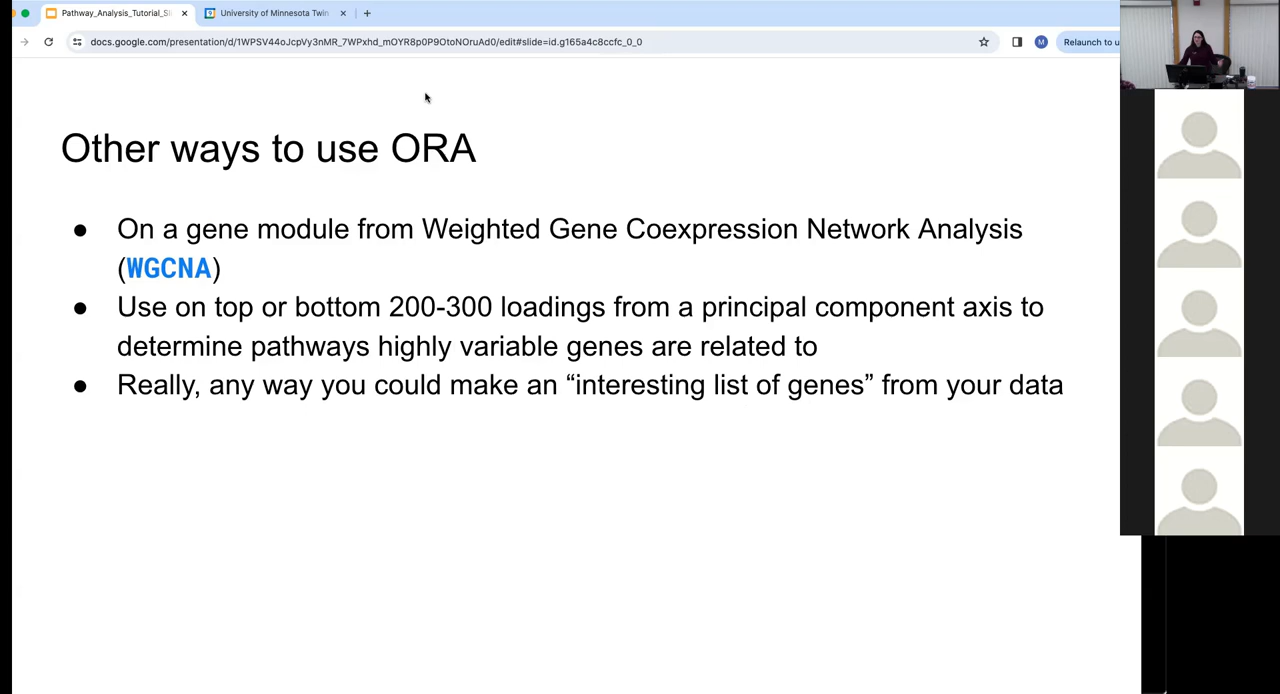 Pathway_Analysis_Tutorial_Sl
University of Minnesota Twin
docs.google.com/presentation/d/1WPSV44oJcpVy3nMR_7WPxhd_mOYR8p0P9OtoNOruAd0/edit#slide=id.g165a4c8ccfc_0_0
M
Relaunch to u
Other ways to use ORA
● On a gene module from Weighted Gene Coexpression Network Analysis
(WGCNA)
● Use on top or bottom 200-300 loadings from a principal component axis to
determine pathways highly variable genes are related to
● Really, any way you could make an “interesting list of genes” from your data